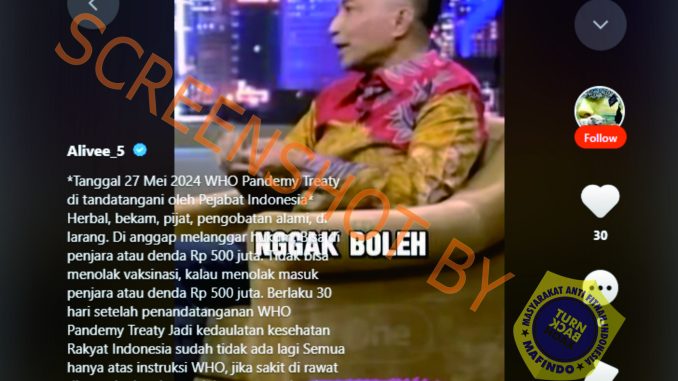 Alivee_5
*Tanggal 27 Mei 2024 WHO Pandemy Treaty
di tandatangani oleh Pejabat Indonesia*
Herbal, bekam, pijat, pengobatan alami, di
larang. Di anggap melanggar
penjara atau denda Rp 500 juta. Tidak bisa
menolak vaksinasi, kalau menolak masuk
penjara atau denda Rp 500 juta. Berlaku 30
hari setelah penandatanganan WHO
Pandemy Treaty Jadi kedaulatan kesehatan
Rakyat Indonesia sudah tidak ada lagi Semua
hanya atas instruksi WHO, jika sakit di rawat
NGGAK BOLEH
SCREENSHOT BY
Follow
30
MASYARAKAT ANTI FITNAH INDONESIA
TURN
BACK
MAFINDO